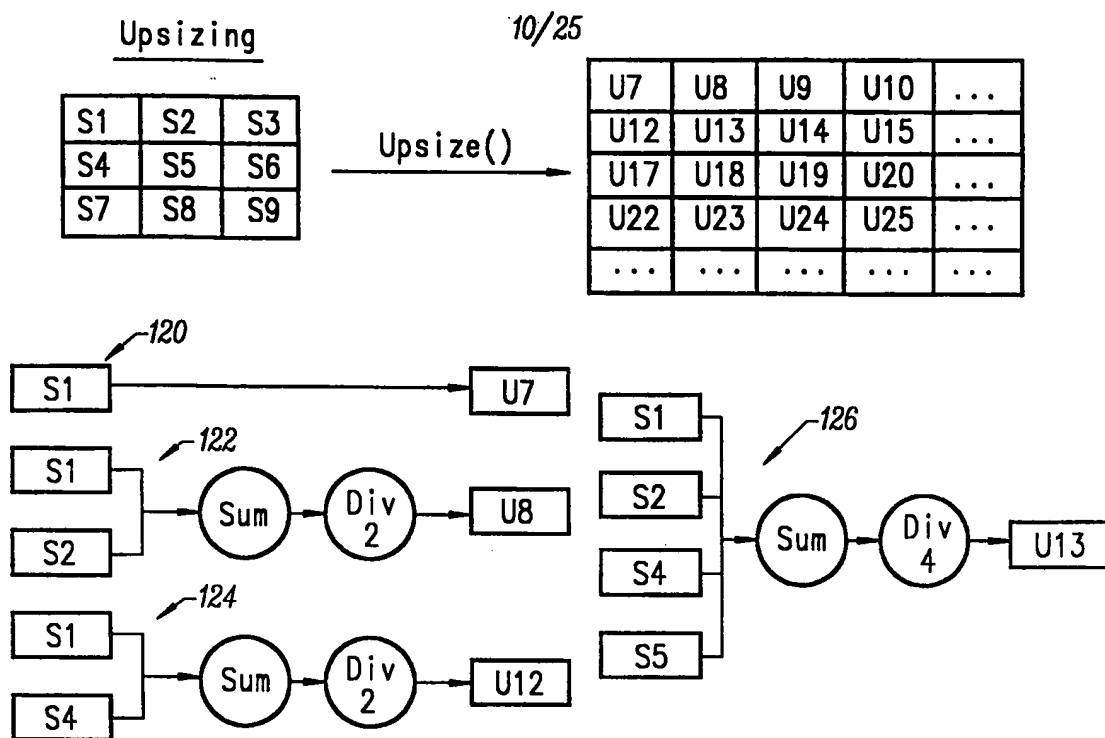 Upsizing
10/25
S1 S2 S3
S4 S5 S6
S7 S8 S9
Upsize()
U7 U8 U9 U10 ...
U12 U13 U14 U15 ...
U17 U18 U19 U20 ...
U22 U23 U24 U25 ...
... ... ... ... ...
120
S1
U7
122
S1
S2
Sum
Div 2
U8
124
S1
S4
Sum
Div 2
U12
126
S1
S2
S4
S5
Sum
Div 4
U13